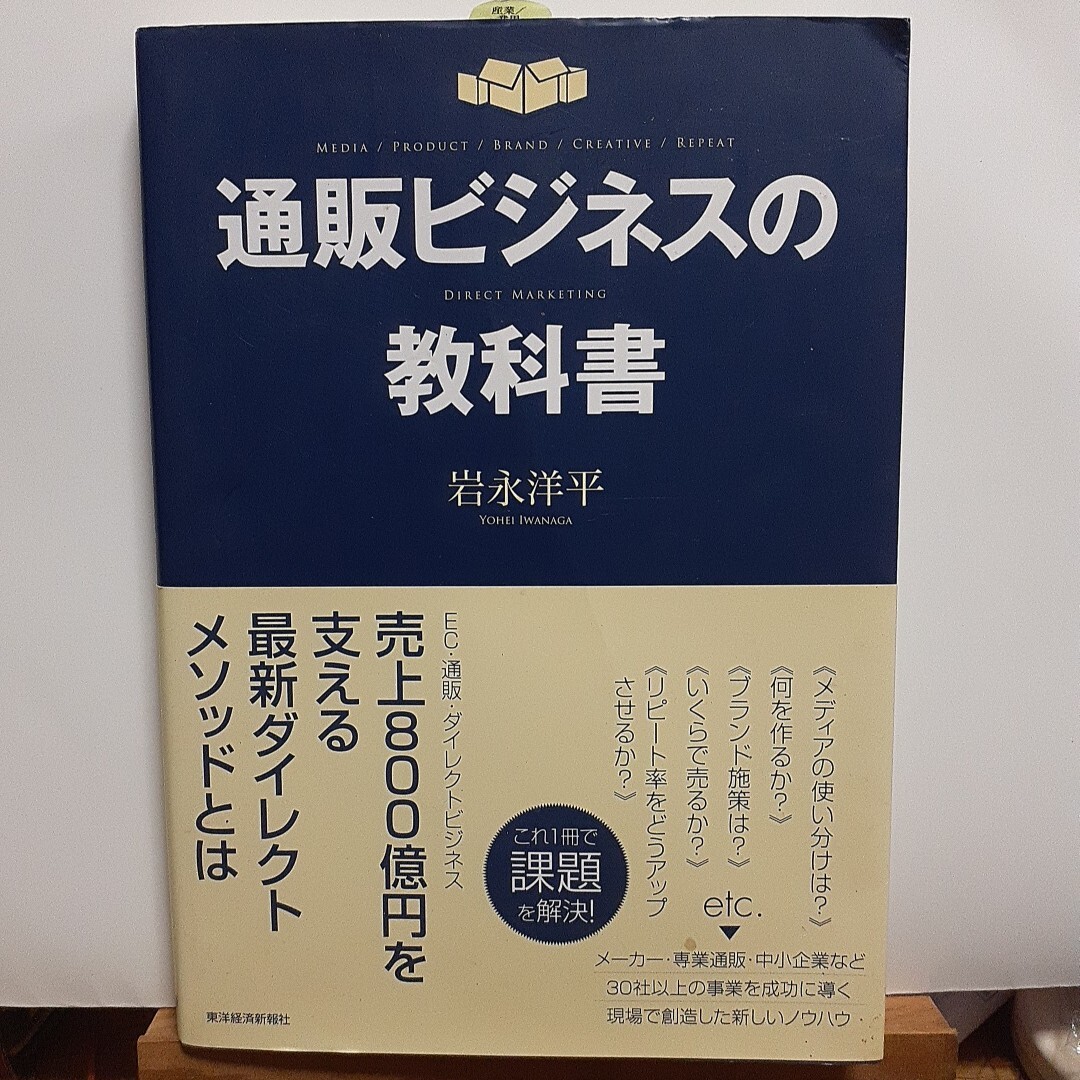 産業/
MEDIA / PRODUCT / BRAND / CREATIVE / REPEAT
通販ビジネスの
DIRECT MARKETING
教科書
岩永洋平
YOHEI IWANAGA
《メディアの使い分けは?》
《何を作るか?》
《ブランド施策は?》
《いくらで売るか?》
《リピート率をどうアップ
させるか?》
etc.
▼
これ1冊で
課題
を解決!
EC・通販・ダイレクトビジネス
売上800億円を
支える
最新ダイレクト
メソッドとは
メーカー・専業通販・中小企業など
30社以上の事業を成功に導く
現場で創造した新しいノウハウ
東洋経済新報社